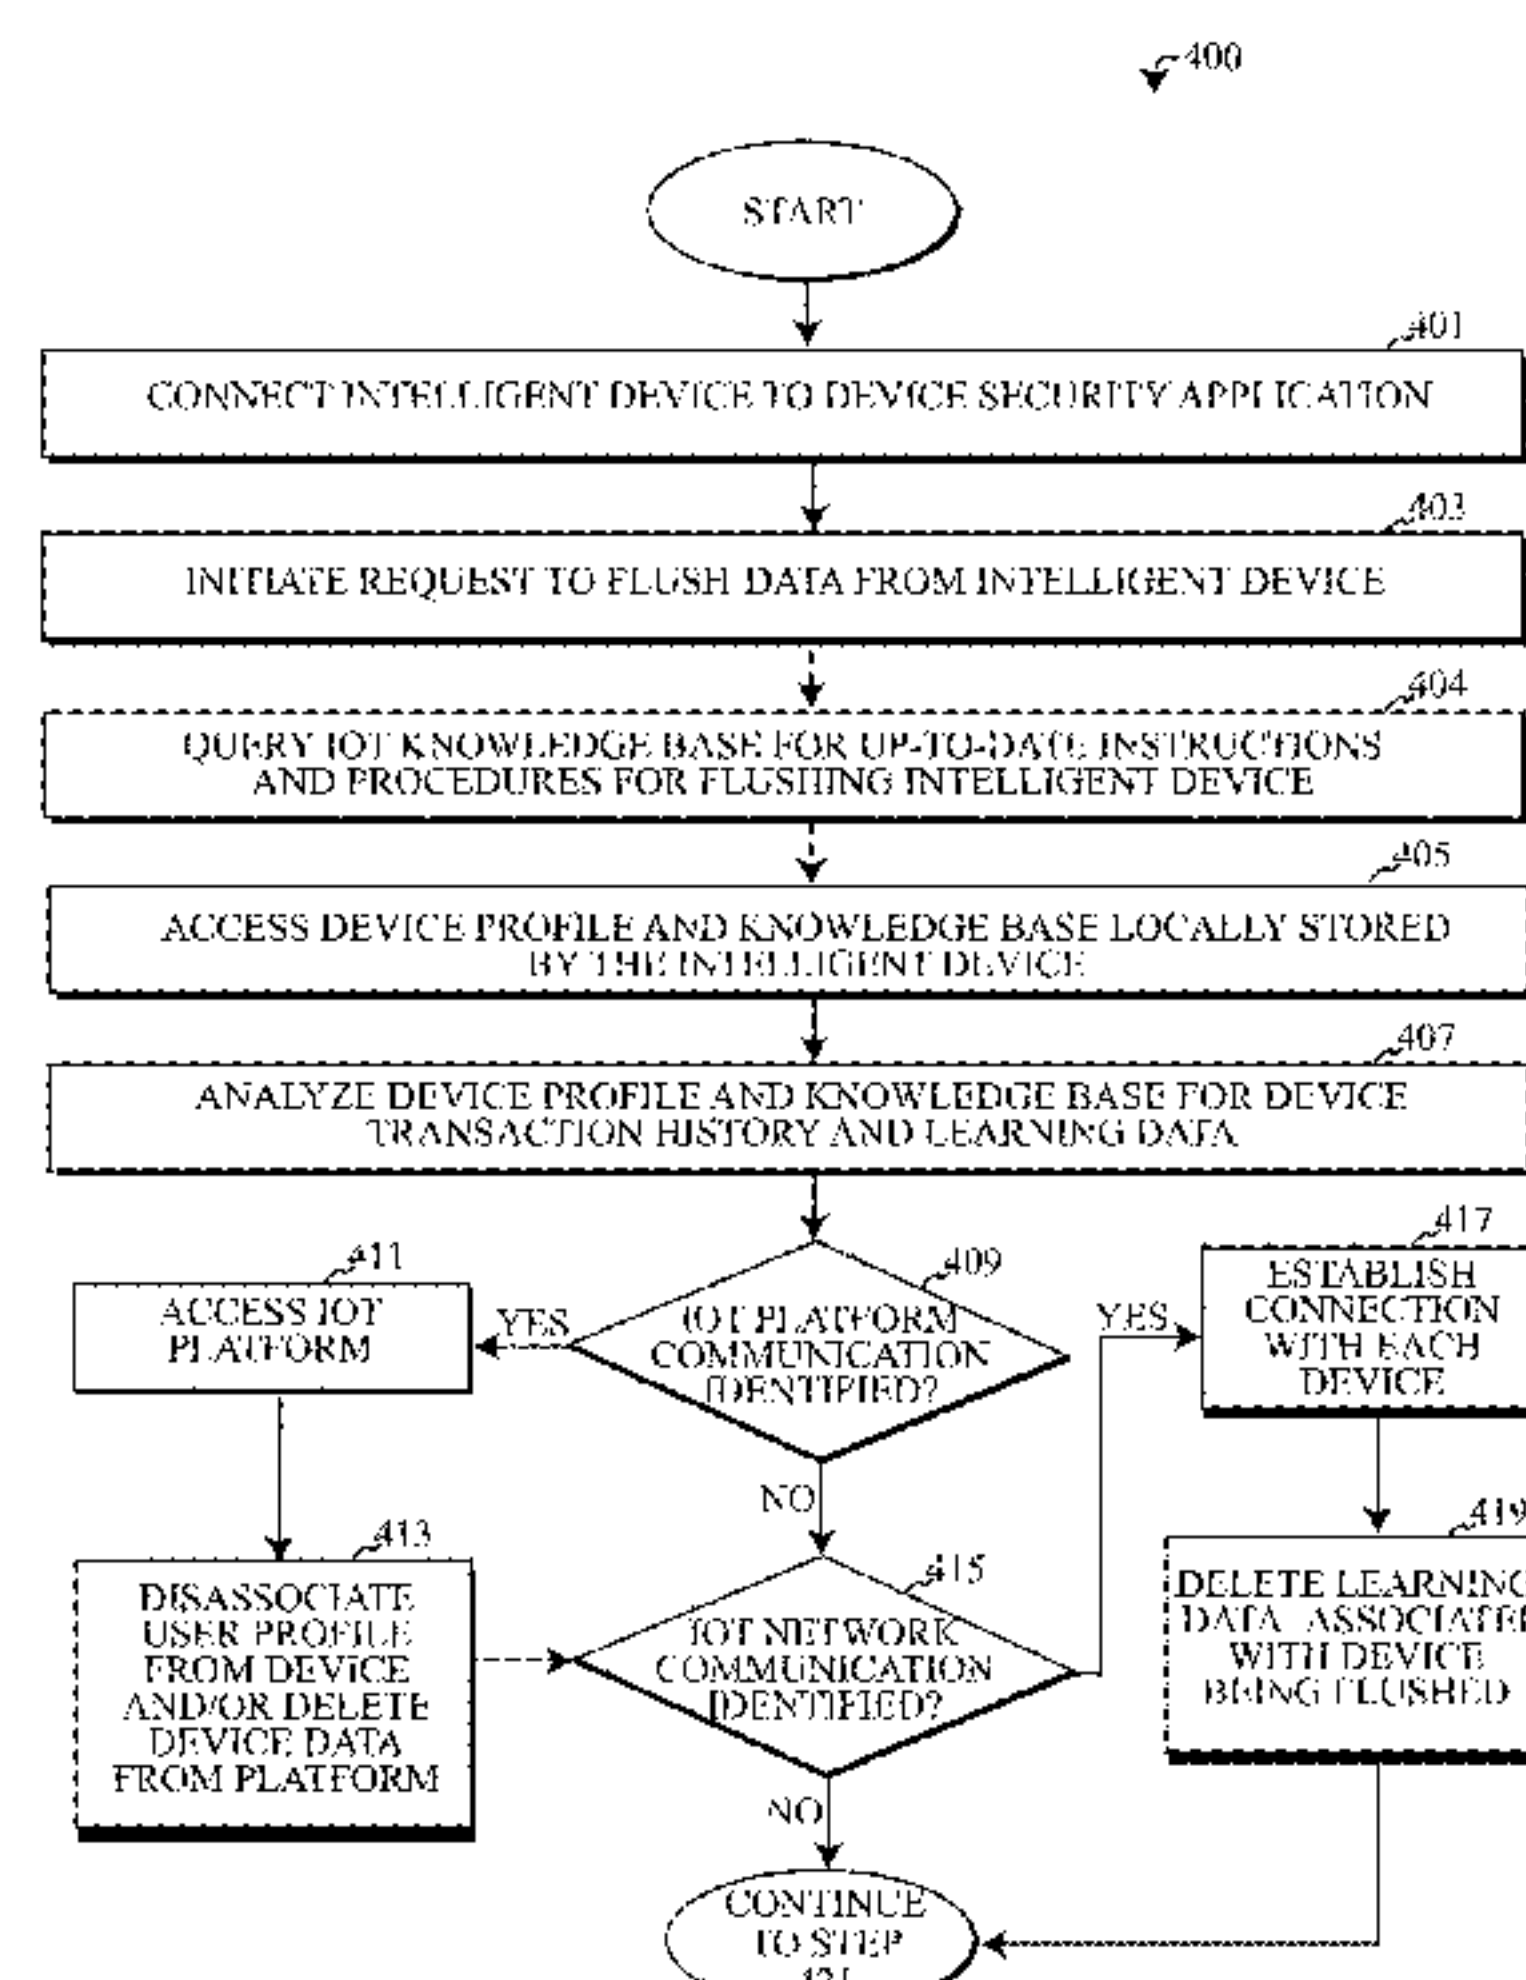 400
START
401
CONNECT INTELLIGENT DEVICE TO DEVICE SECURITY APPLICATION
403
INITIATE REQUEST TO FLUSH DATA FROM INTELLIGENT DEVICE
404
QUERY IOT KNOWLEDGE BASE FOR UP-TO-DATE INSTRUCTIONS
AND PROCEDURES FOR FLUSHING INTELLIGENT DEVICE
405
ACCESS DEVICE PROFILE AND KNOWLEDGE BASE LOCALLY STORED
BY THE INTELLIGENT DEVICE
407
ANALYZE DEVICE PROFILE AND KNOWLEDGE BASE FOR DEVICE
TRANSACTION HISTORY AND LEARNING DATA
411
ACCESS IOT
PLATFORM
YES
409
IOT PLATFORM
COMMUNICATION
IDENTIFIED?
YES
417
ESTABLISH
CONNECTION
WITH EACH
DEVICE
NO
413
DISASSOCIATE
USER PROFILE
FROM DEVICE
AND/OR DELETE
DEVICE DATA
FROM PLATFORM
415
IOT NETWORK
COMMUNICATION
IDENTIFIED?
419
DELETE LEARNING
DATA ASSOCIATED
WITH DEVICE
BEING FLUSHED
NO
CONTINUE
TO STEP
421